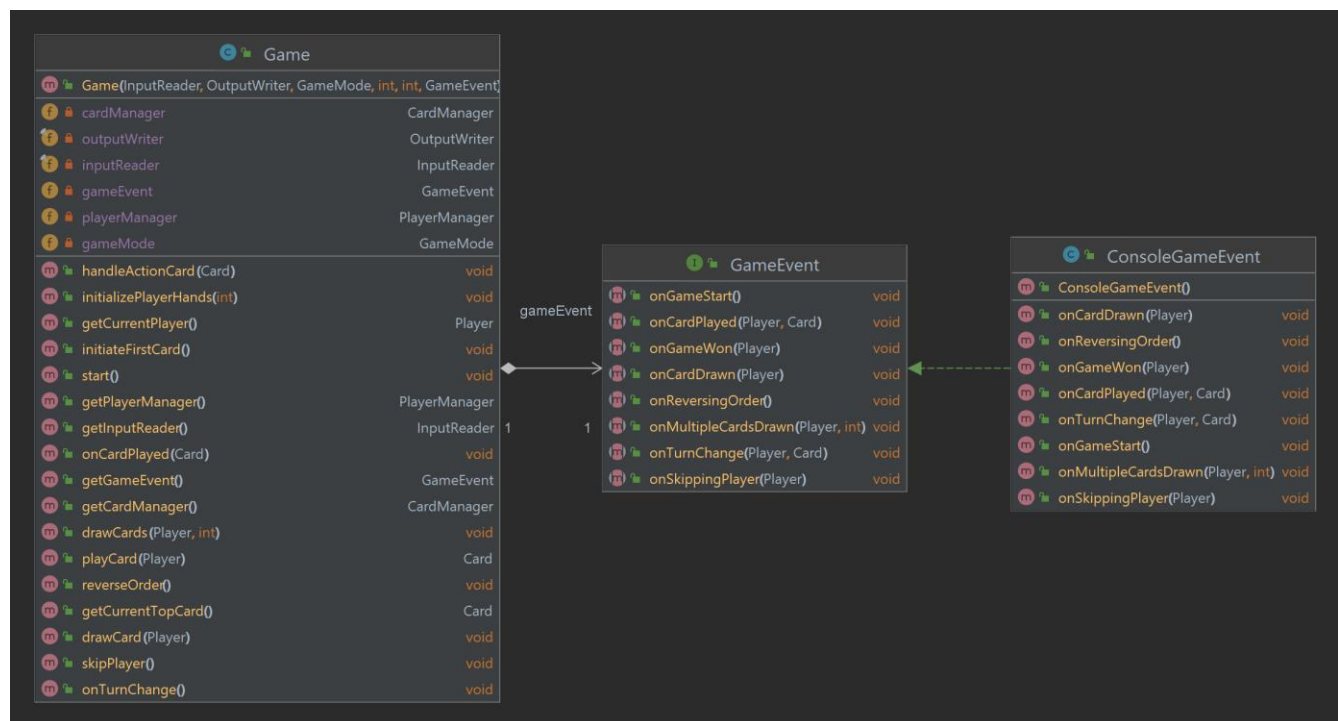 Game
Game(InputReader, OutputWriter, GameMode, int, int, GameEvent)
cardManager CardManager
outputWriter OutputWriter
inputReader InputReader
gameEvent GameEvent
playerManager PlayerManager
gameMode GameMode
handleActionCard(Card) void
initializePlayerHands(int) void
getCurrentPlayer() Player
initiateFirstCard() void
start() void
getPlayerManager() PlayerManager
getInputReader() InputReader
onCardPlayed(Card) void
getGameEvent() GameEvent
getCardManager() CardManager
drawCards(Player, int) void
playCard(Player) Card
reverseOrder() void
getCurrentTopCard() Card
drawCard(Player) void
skipPlayer() void
onTurnChange() void
gameEvent
1 1
GameEvent
onGameStart() void
onCardPlayed(Player, Card) void
onGameWon(Player) void
onCardDrawn(Player) void
onReversingOrder() void
onMultipleCardsDrawn(Player, int) void
onTurnChange(Player, Card) void
onSkippingPlayer(Player) void
ConsoleGameEvent
ConsoleGameEvent()
onCardDrawn(Player) void
onReversingOrder() void
onGameWon(Player) void
onCardPlayed(Player, Card) void
onTurnChange(Player, Card) void
onGameStart() void
onMultipleCardsDrawn(Player, int) void
onSkippingPlayer(Player) void